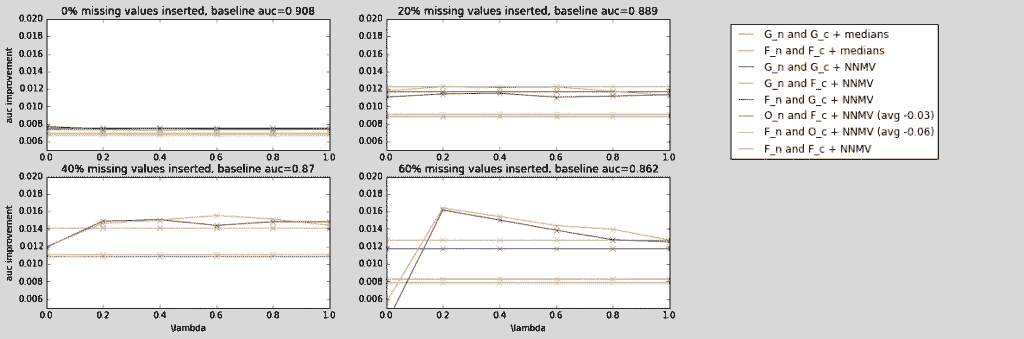 0% missing values inserted, baseline auc=0.908
auc improvement
0.020
0.018
0.016
0.014
0.012
0.010
0.008
0.006
0.0 0.2 0.4 0.6 0.8 1.0
20% missing values inserted, baseline auc=0.889
0.020
0.018
0.016
0.014
0.012
0.010
0.008
0.006
0.0 0.2 0.4 0.6 0.8 1.0
G_n and G_c + medians
F_n and F_c + medians
G_n and G_c + NNMV
G_n and F_c + NNMV
F_n and G_c + NNMV
O_n and F_c + NNMV (avg -0.03)
F_n and O_c + NNMV (avg -0.06)
F_n and F_c + NNMV
40% missing values inserted, baseline auc=0.87
auc improvement
0.020
0.018
0.016
0.014
0.012
0.010
0.008
0.006
0.0 0.2 0.4 0.6 0.8 1.0
\lambda
60% missing values inserted, baseline auc=0.862
0.020
0.018
0.016
0.014
0.012
0.010
0.008
0.006
0.0 0.2 0.4 0.6 0.8 1.0
\lambda